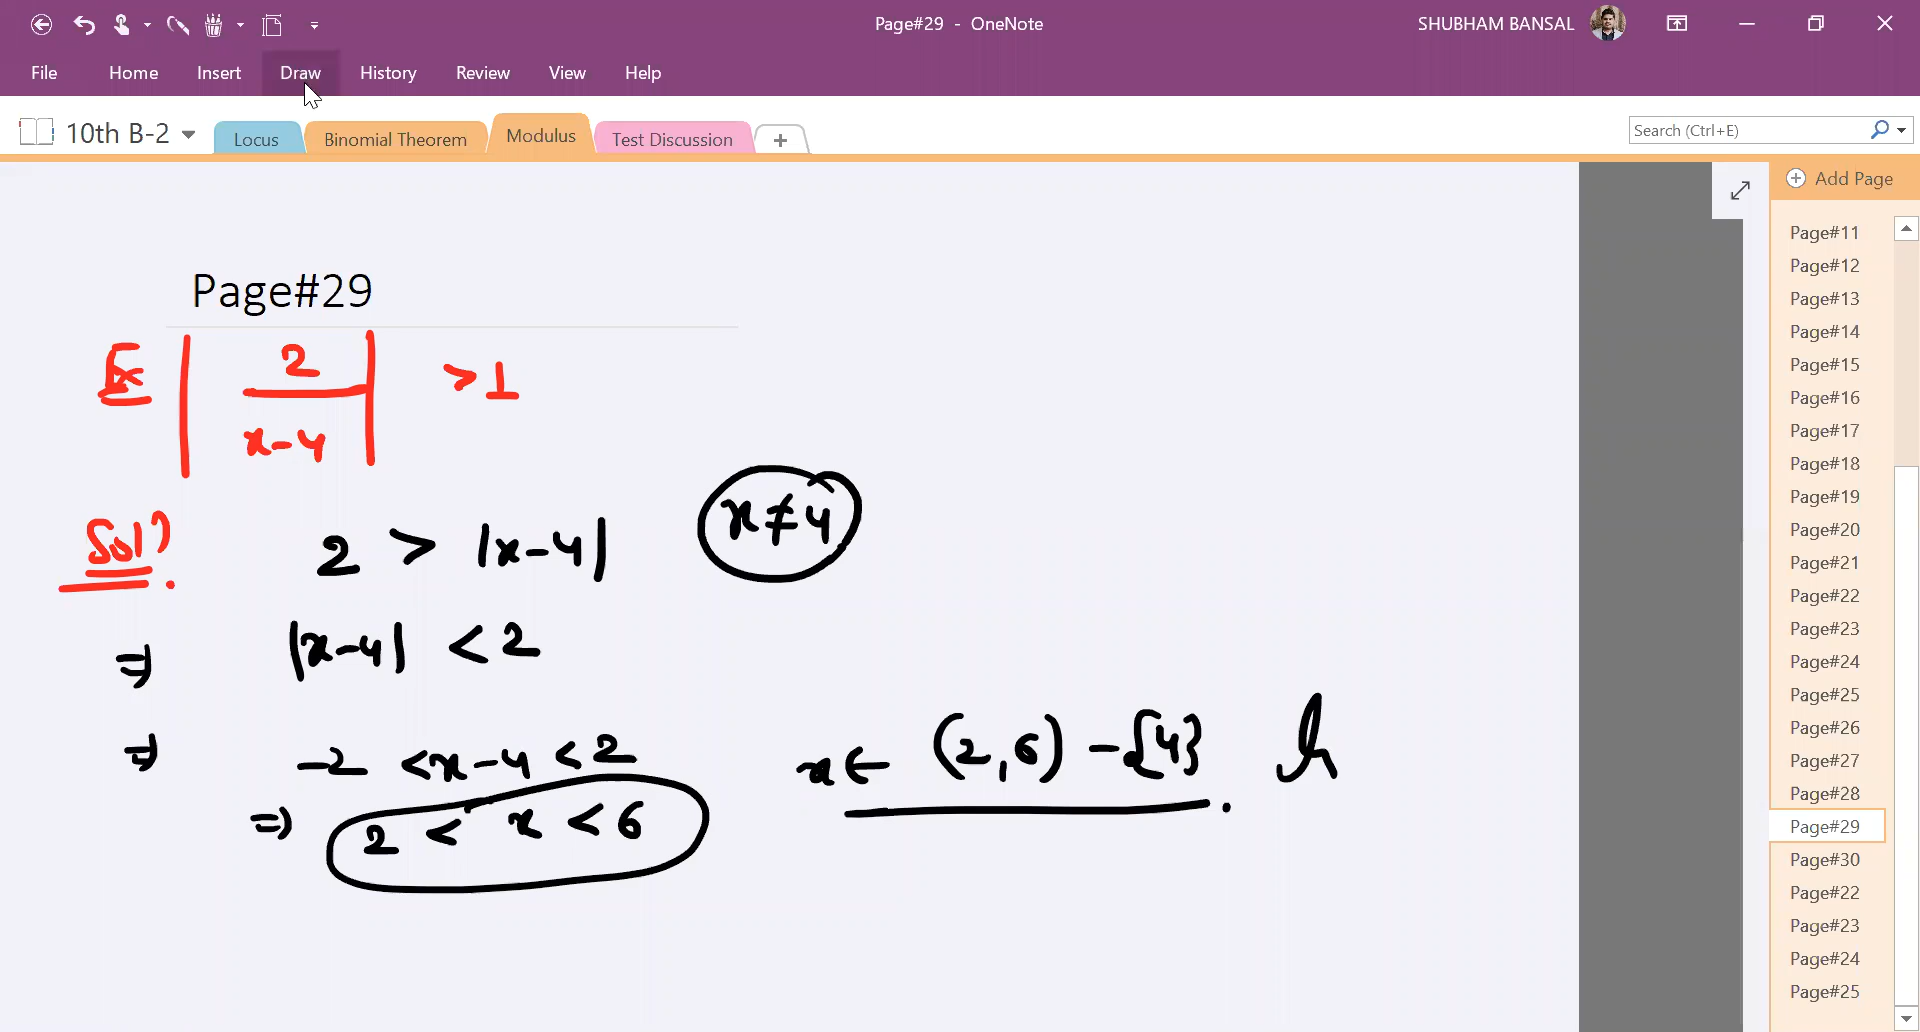 Page#29 - OneNote
SHUBHAM BANSAL
File Home Insert Draw History Review View Help
10th B-2
Locus
Binomial Theorem
Modulus
Test Discussion
Search (Ctrl+E)
Add Page
Page#29
Ex | 2 / x-4 | > 1
Sol?
2 > |x-4|
x ≠ 4
⇒ |x-4| < 2
⇒ -2 < x-4 < 2
x ∈ (2,6) - {4}
⇒ 2 < x < 6
Page#11
Page#12
Page#13
Page#14
Page#15
Page#16
Page#17
Page#18
Page#19
Page#20
Page#21
Page#22
Page#23
Page#24
Page#25
Page#26
Page#27
Page#28
Page#29
Page#30
Page#22
Page#23
Page#24
Page#25